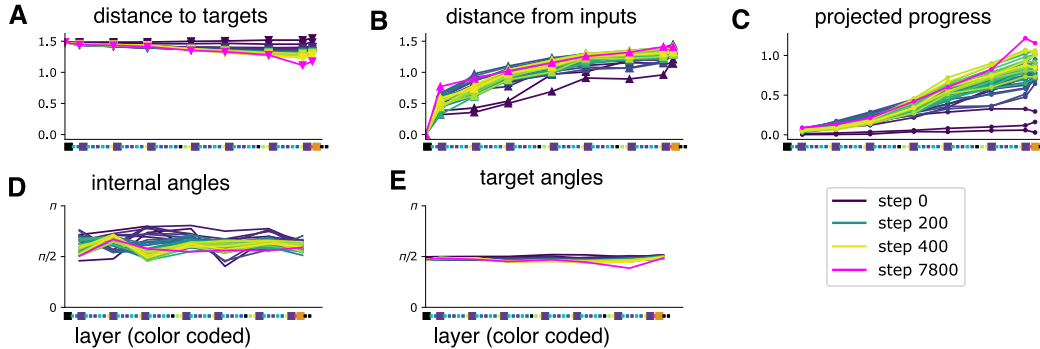 A distance to targets
1.5
1.0
0.5
0.0
B distance from inputs
1.5
1.0
0.5
0.0
C projected progress
1.0
0.5
0.0
D internal angles
π
π/2
0
layer (color coded)
E target angles
π
π/2
0
layer (color coded)
step 0
step 200
step 400
step 7800